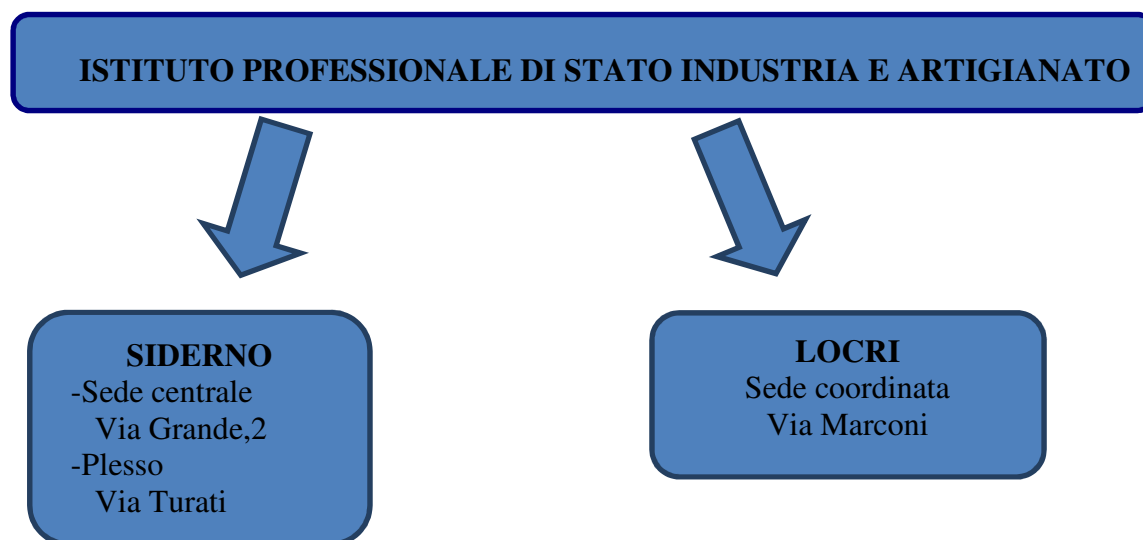 ISTITUTO PROFESSIONALE DI STATO INDUSTRIA E ARTIGIANATO
SIDERNO
-Sede centrale
Via Grande,2
-Plesso
Via Turati
LOCRI
Sede coordinata
Via Marconi